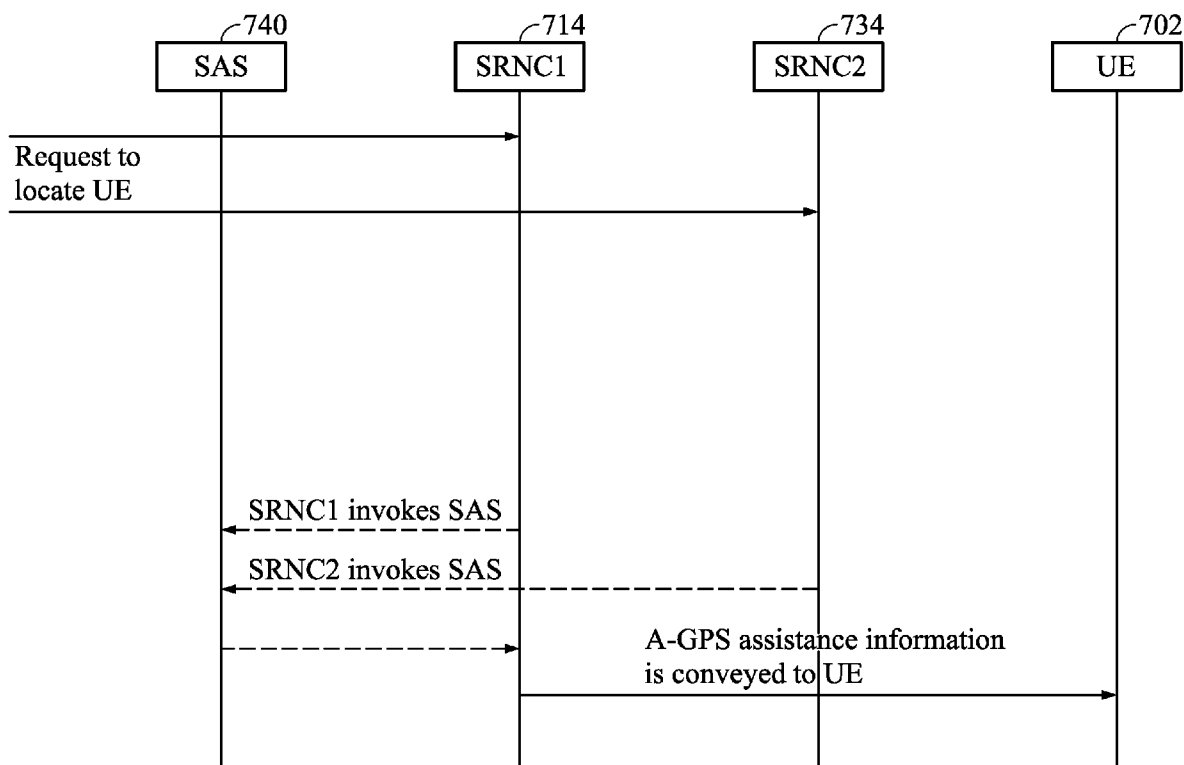 740
714
734
702
SAS
SRNC1
SRNC2
UE
Request to
locate UE
SRNC1 invokes SAS
SRNC2 invokes SAS
A-GPS assistance information
is conveyed to UE